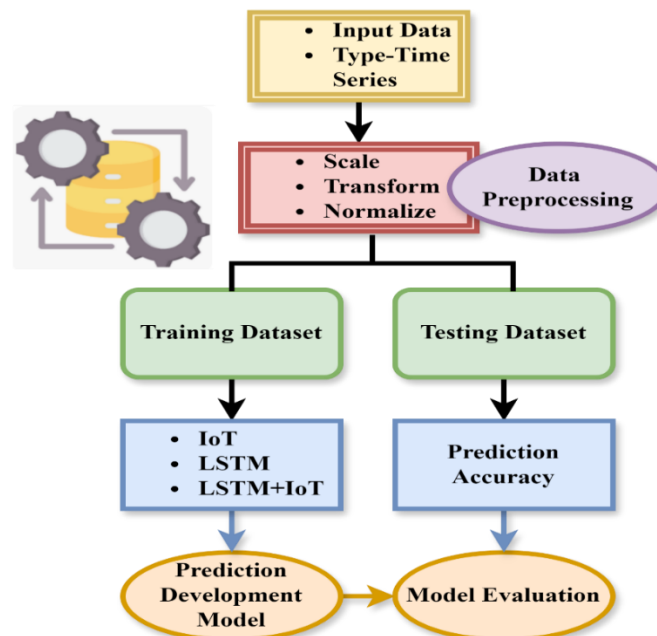 • Input Data
• Type-Time
Series
• Scale
• Transform
• Normalize
Data
Preprocessing
Training Dataset
Testing Dataset
• IoT
• LSTM
• LSTM+IoT
Prediction
Accuracy
Prediction
Development
Model
Model Evaluation